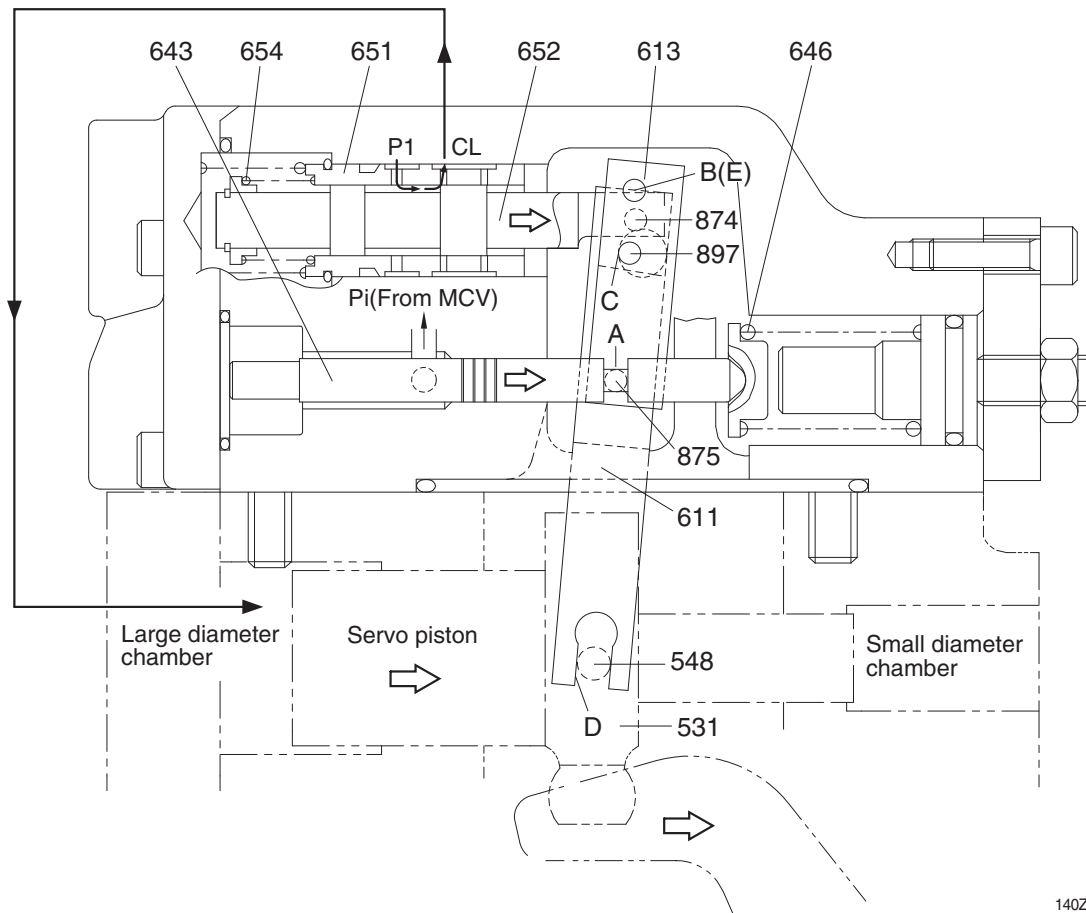 643
654
651
652
613
646
P1
CL
B(E)
874
897
Pi(From MCV)
C
A
875
611
Large diameter
chamber
Servo piston
Small diameter
chamber
548
D
531